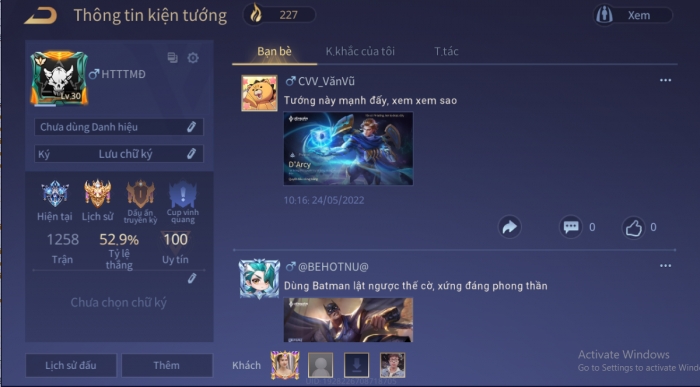 Thông tin kiện tướng
227
Xem
HTTTMĐ
Lv.30
Chưa dùng Danh hiệu
Ký Lưu chữ ký
Hiện tại Lịch sử Dấu ấn truyền kỳ Cup vinh quang
1258 52.9% 100
Trận Tỷ lệ thắng Uy tín
Chưa chọn chữ ký
Lịch sử đấu Thêm
Bạn bè K.khắc của tôi T.tác
CVV_VănVũ
Tướng này mạnh đấy, xem xem sao
D'Arcy
10:16: 24/05/2022
0 0
@BEHOTNU@
Dùng Batman lật ngược thế cờ, xứng đáng phong thần
Khách
Activate Windows
Go to Settings to activate Wind